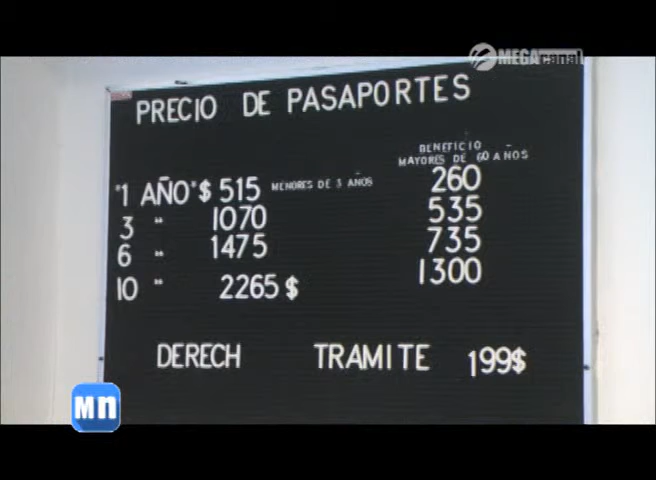 MEGAcanal
PRECIO DE PASAPORTES
BENEFICIO
MAYORES DE 60 AÑOS
"1 AÑO" $ 515 MENORES DE 3 AÑOS 260
3 " 1070 535
6 " 1475 735
10 " 2265 $ 1300
DERECH TRAMITE 199$
Mn